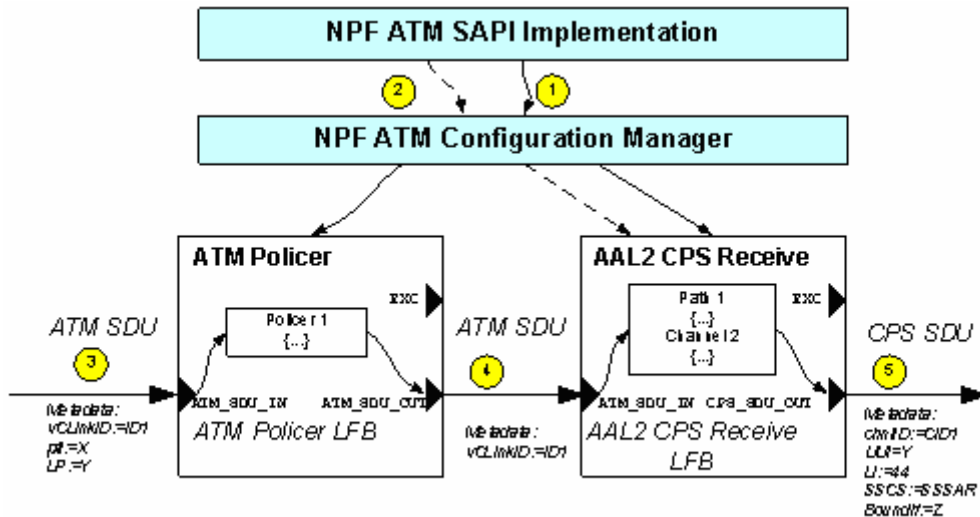 NPF ATM SAPI Implementation
2
1
NPF ATM Configuration Manager
ATM Policer
AAL2 CPS Receive
EXC
EXC
Policer 1
{...}
Path 1
{...}
Channel 2
{...}
ATM SDU
ATM SDU
CPS SDU
3
4
5
ATM_SDU_IN
ATM_SDU_OUT
ATM_SDU_IN
CPS_SDU_OUT
ATM Policer LFB
AAL2 CPS Receive
LFB
Metadata:
vCLinkID:=ID1
pti:=X
LP:=Y
Metadata:
vCLinkID:=ID1
Metadata:
chnlID:=CID1
UUI=Y
LI:=44
SSCS:=SSSAR
BoundIf:=Z